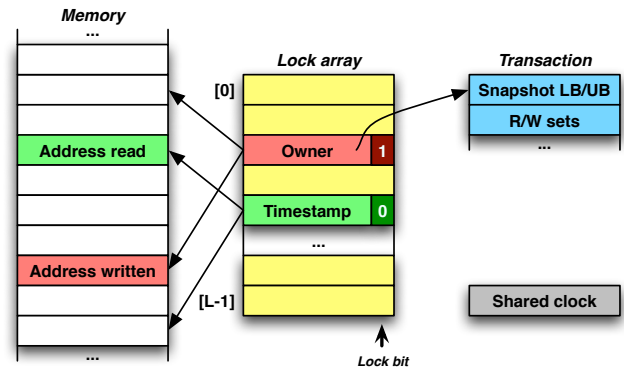 Memory
...
Address read
Address written
...
Lock array
[0]
Owner 1
Timestamp 0
...
[L-1]
Lock bit
Transaction
Snapshot LB/UB
R/W sets
...
Shared clock